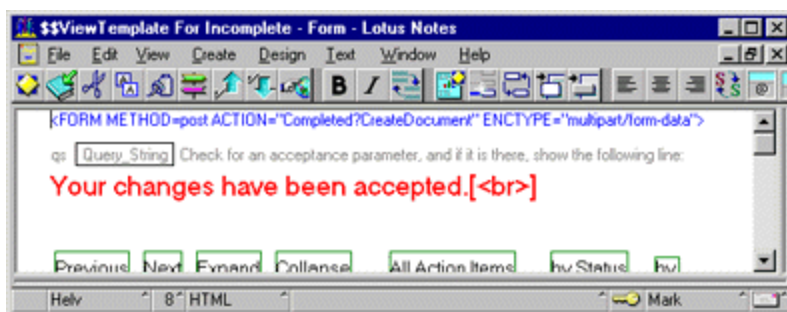 $$ViewTemplate For Incomplete - Form - Lotus Notes
File Edit View Create Design Text Window Help
B I
<FORM METHOD=post ACTION="Completed?CreateDocument" ENCTYPE="multipart/form-data">
qs Query_String Check for an acceptance parameter, and if it is there, show the following line:
Your changes have been accepted.[<br>]
Previous Next Expand Collapse All Action Items by Status by
Helv 8 HTML Mark